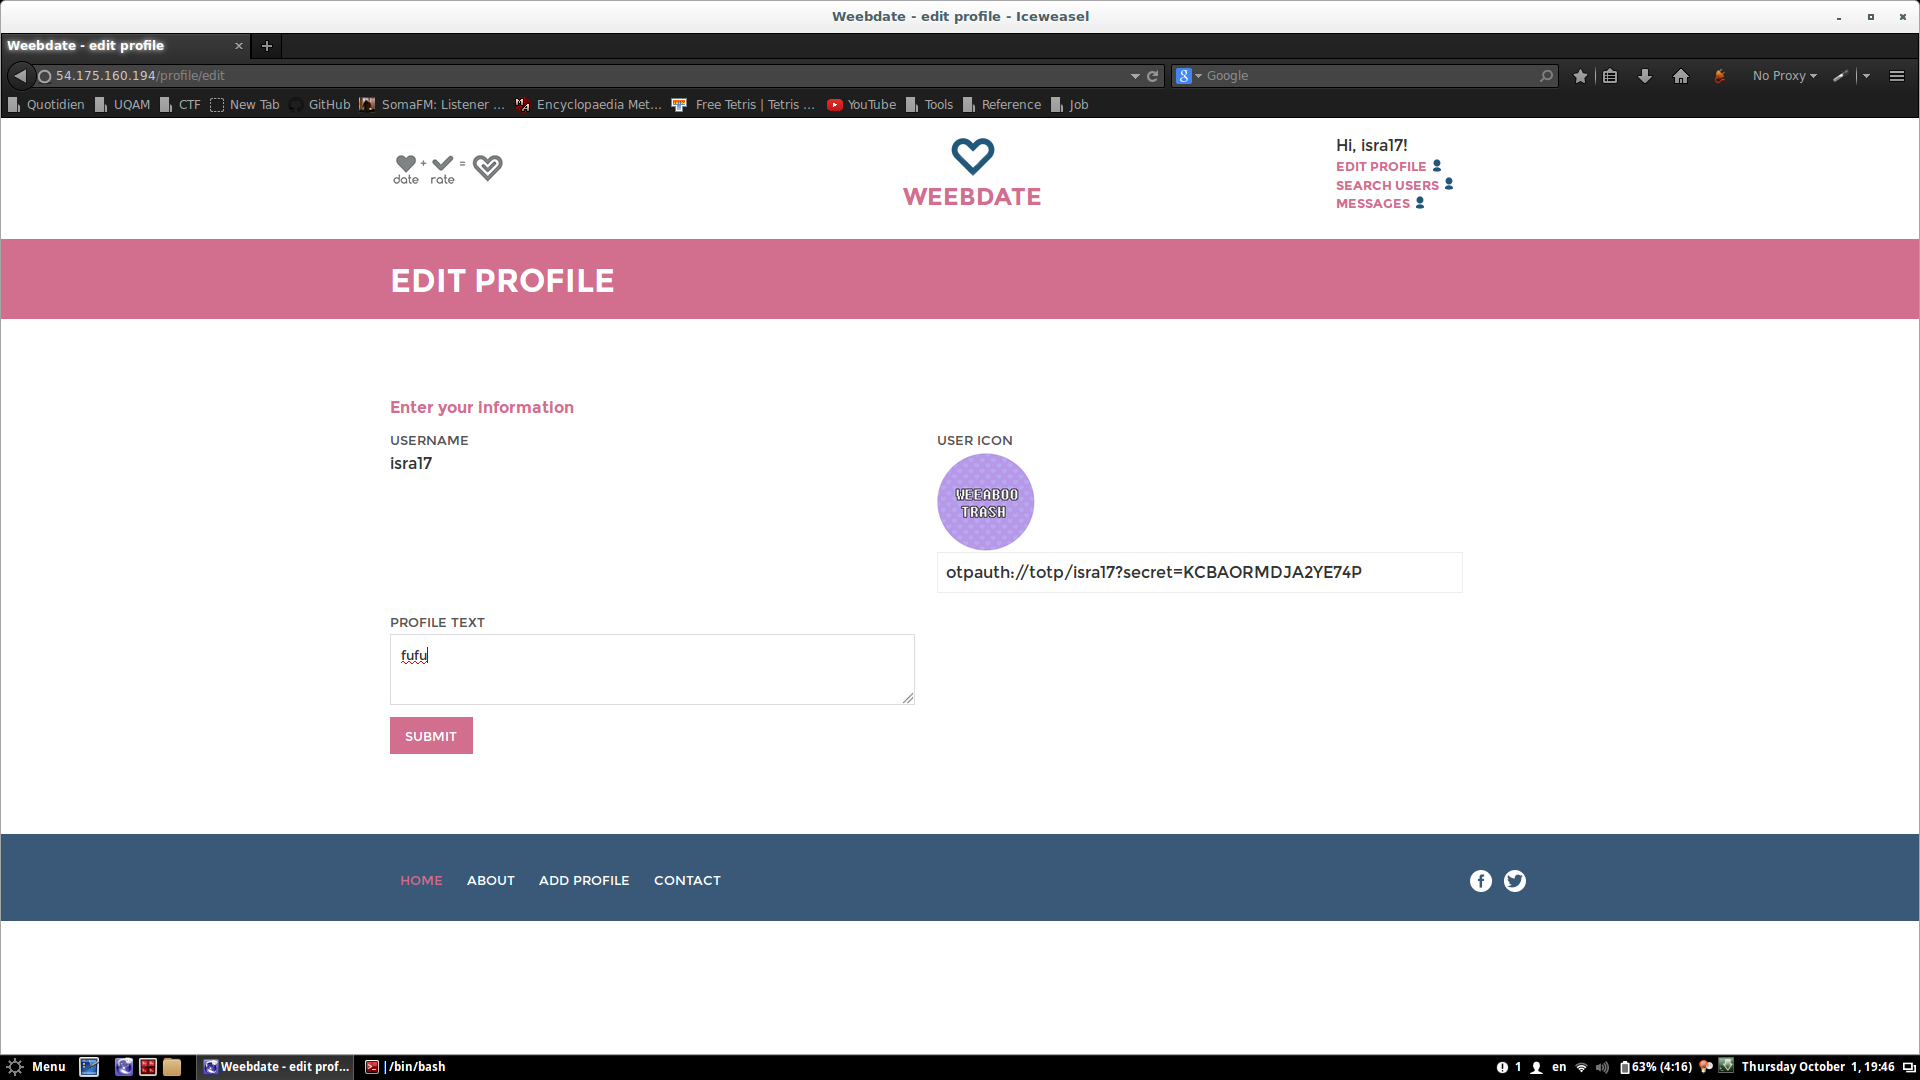 Weebdate - edit profile - Iceweasel
Weebdate - edit profile
54.175.160.194/profile/edit
Google
No Proxy
Quotidien UQAM CTF New Tab GitHub SomaFM: Listener ... Encyclopaedia Met... Free Tetris | Tetris ... YouTube Tools Reference Job
date + rate =
WEEBDATE
Hi, isra17!
EDIT PROFILE
SEARCH USERS
MESSAGES
EDIT PROFILE
Enter your information
USERNAME
isra17
USER ICON
WEEABOO
TRASH
otpauth://totp/isra17?secret=KCBAORMDJA2YE74P
PROFILE TEXT
fufu
SUBMIT
HOME ABOUT ADD PROFILE CONTACT
Menu Weebdate - edit prof... /bin/bash 1 en 63% (4:16) Thursday October 1, 19:46